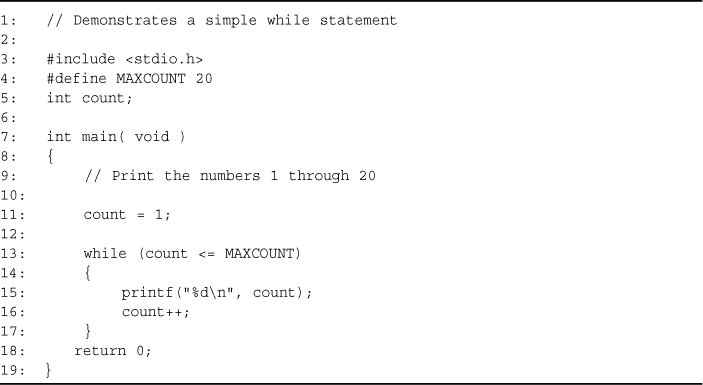 1:    // Demonstrates a simple while statement
2:
3:    #include <stdio.h>
4:    #define MAXCOUNT 20
5:    int count;
6:
7:    int main( void )
8:    {
9:        // Print the numbers 1 through 20
10:
11:        count = 1;
12:
13:        while (count <= MAXCOUNT)
14:        {
15:            printf("%d\n", count);
16:            count++;
17:        }
18:       return 0;
19:   }